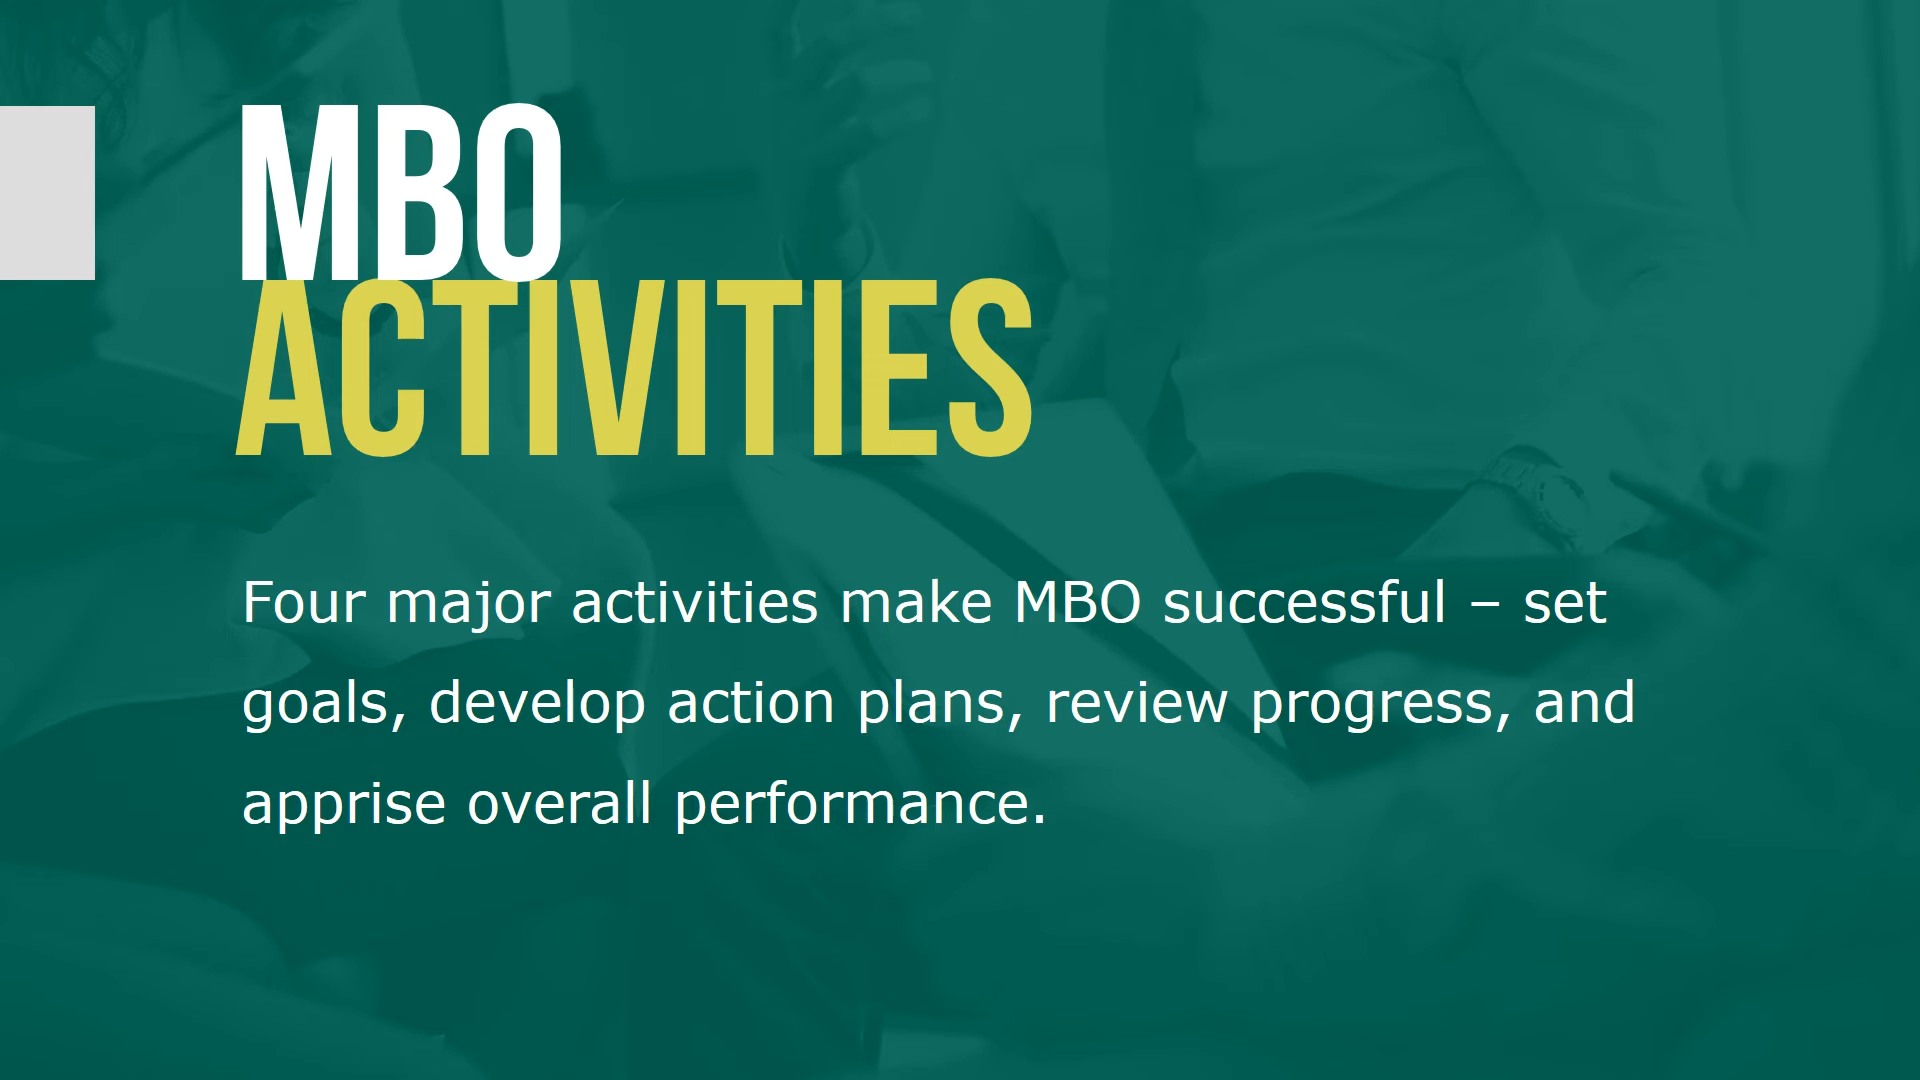 MBO
ACTIVITIES
Four major activities make MBO successful – set
goals, develop action plans, review progress, and
apprise overall performance.